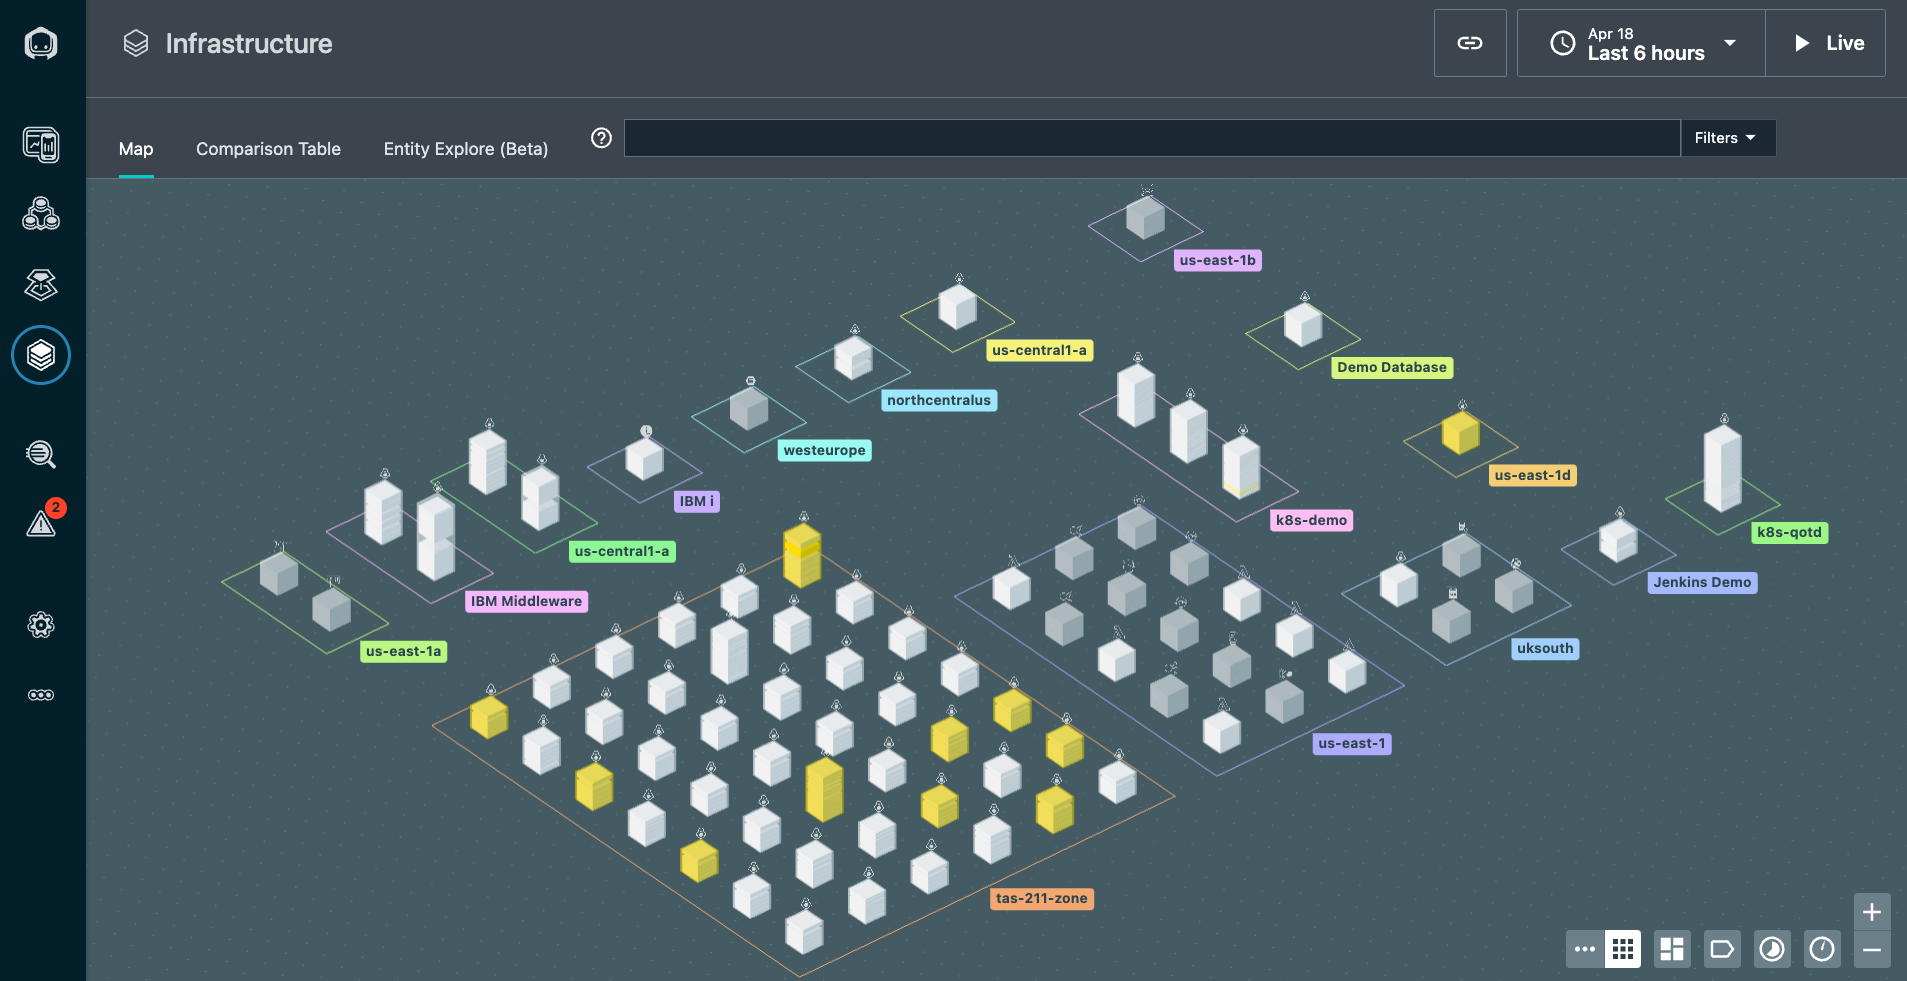 Infrastructure
Apr 18
Last 6 hours
Live
Map
Comparison Table
Entity Explore (Beta)
?
Filters
us-east-1b
us-central1-a
Demo Database
northcentralus
westeurope
us-east-1d
IBM i
k8s-demo
2
k8s-qotd
us-central1-a
Jenkins Demo
IBM Middleware
us-east-1a
uksouth
us-east-1
tas-211-zone